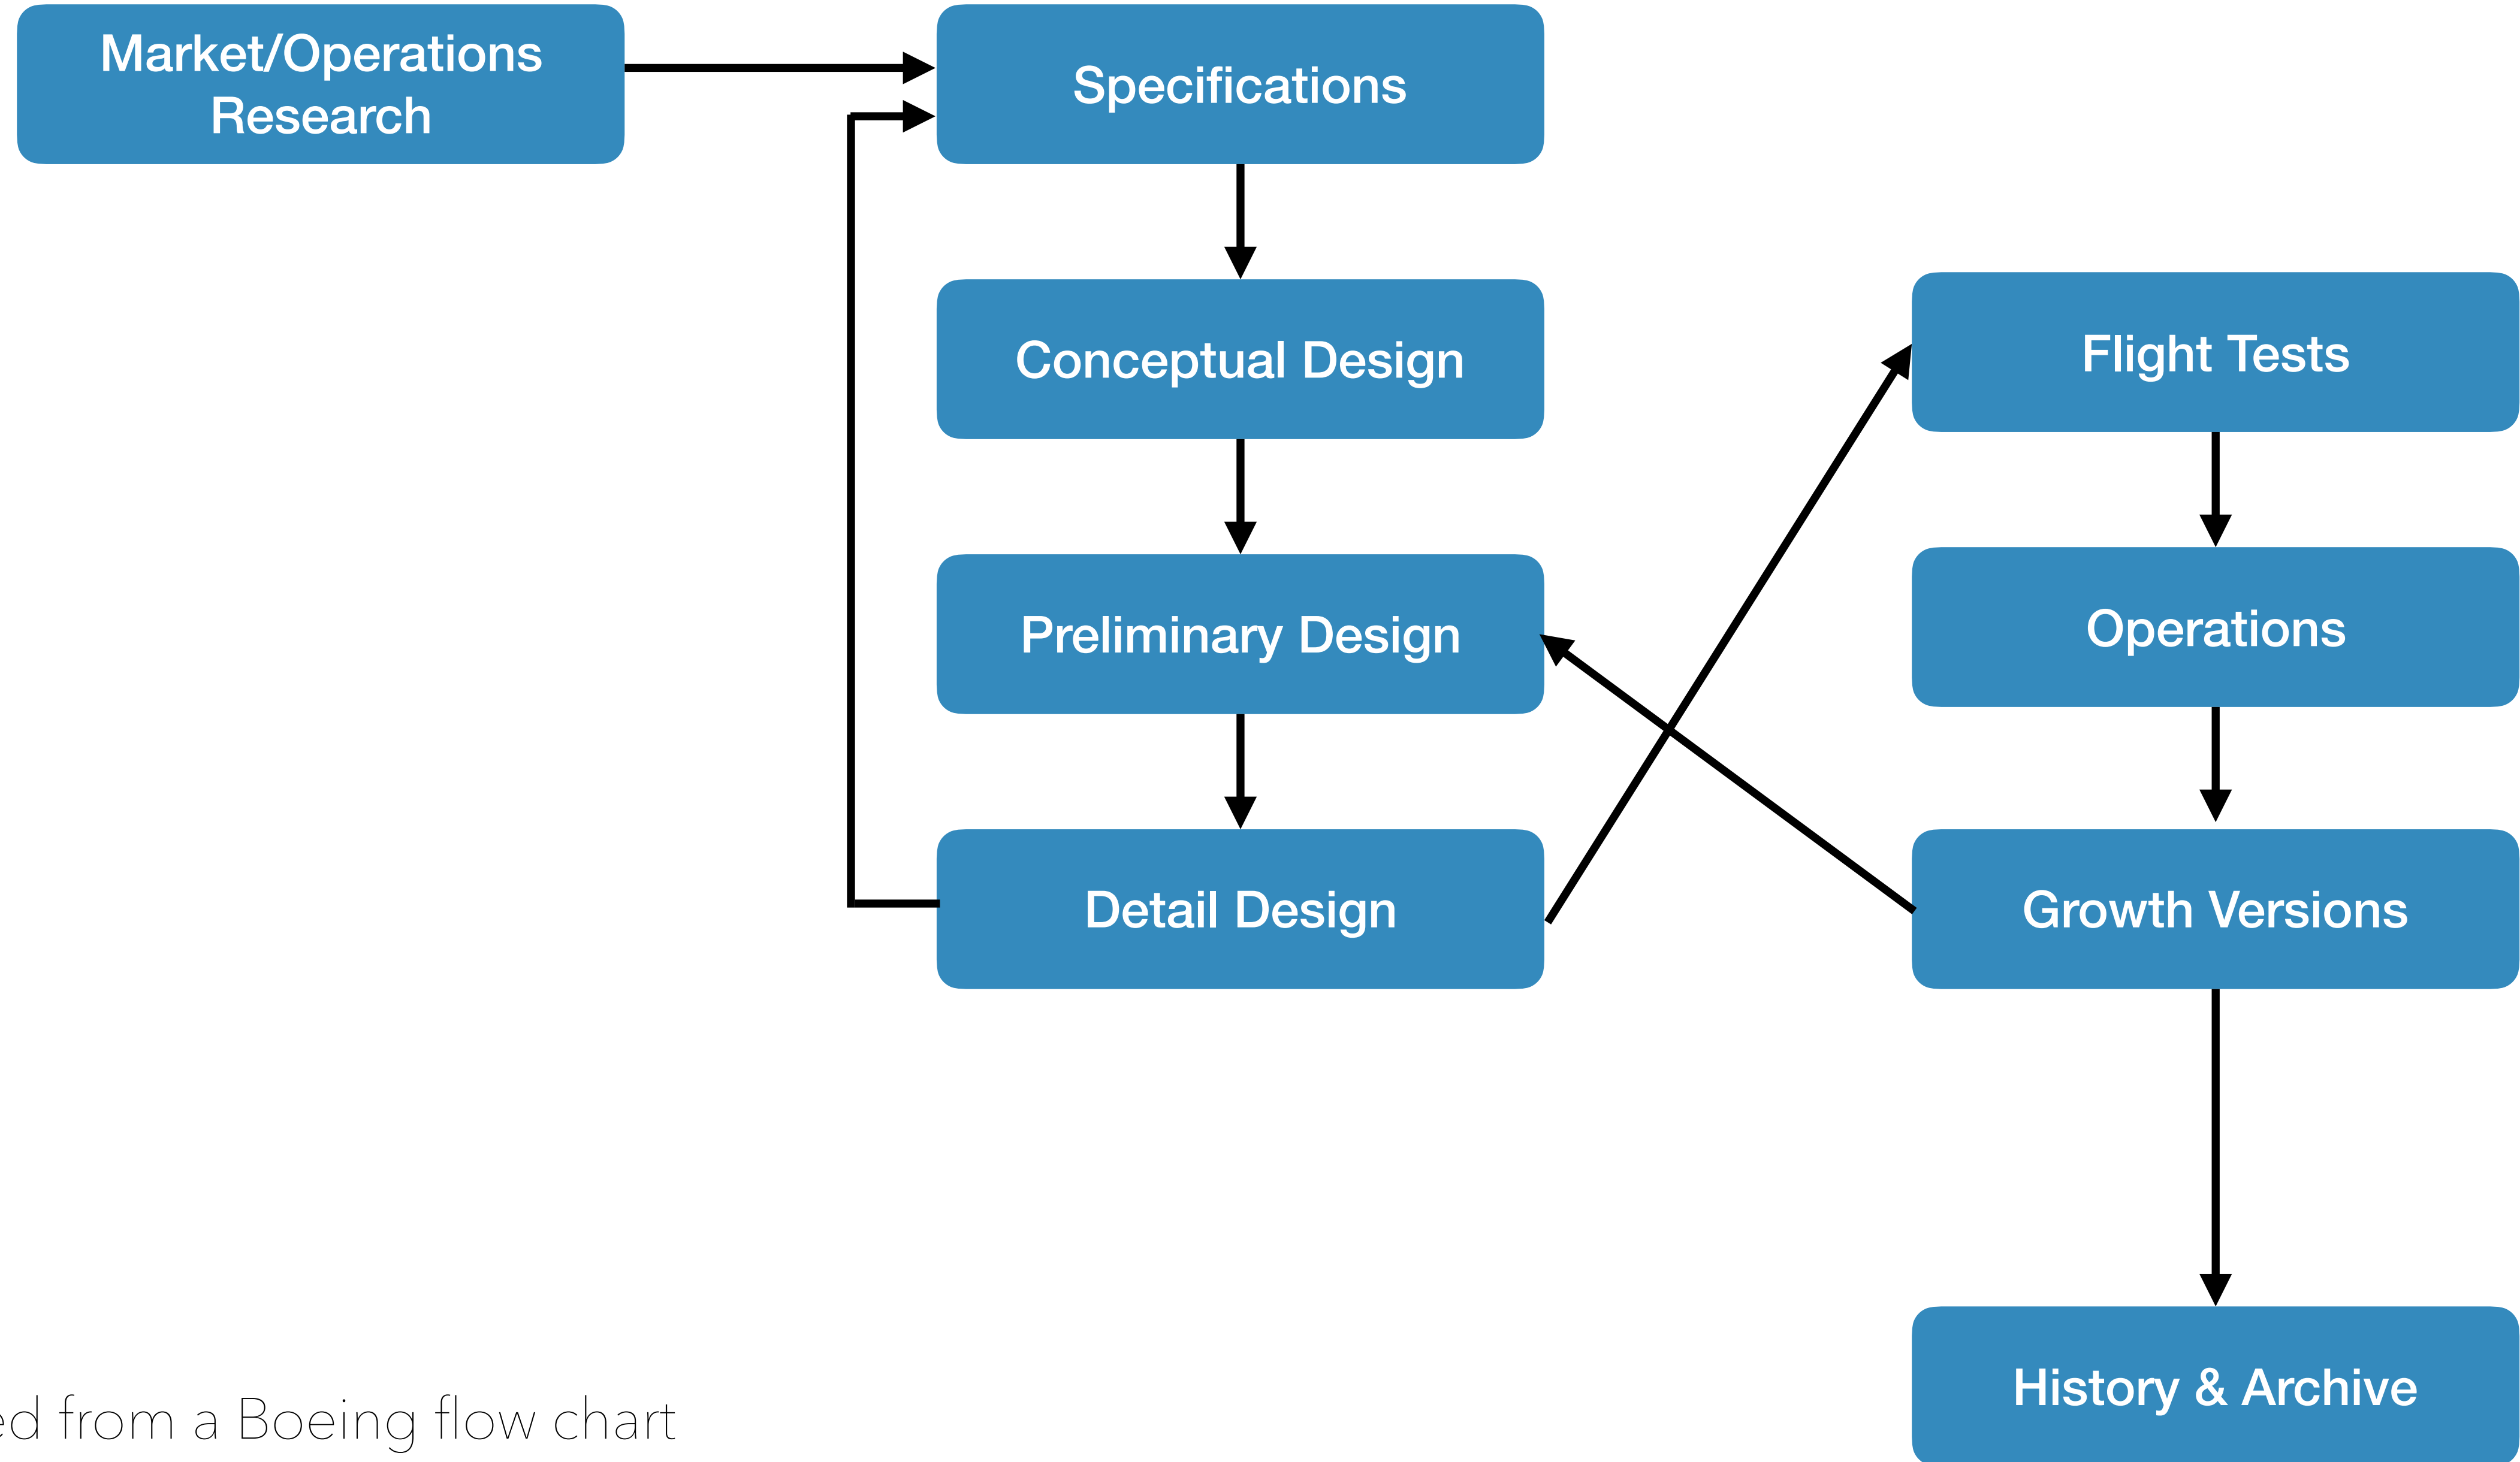 Market/Operations
Research
Specifications
Conceptual Design
Preliminary Design
Detail Design
Flight Tests
Operations
Growth Versions
History & Archive
from a Boeing flow chart